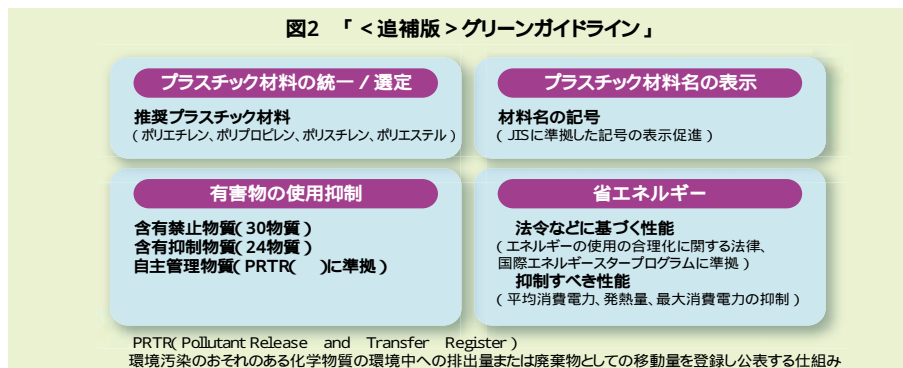 図2 「<追補版>グリーンガイドライン」
プラスチック材料の統一/選定
推奨プラスチック材料
(ポリエチレン、ポリプロピレン、ポリスチレン、ポリエステル)
プラスチック材料名の表示
材料名の記号
(JISに準拠した記号の表示促進)
有害物の使用抑制
含有禁止物質(30物質)
含有抑制物質(24物質)
自主管理物質(PRTR( )に準拠)
省エネルギー
法令などに基づく性能
(エネルギーの使用の合理化に関する法律、
国際エネルギースタープログラムに準拠)
抑制すべき性能
(平均消費電力、発熱量、最大消費電力の抑制)
PRTR(Pollutant Release and Transfer Register)
環境汚染のおそれのある化学物質の環境中への排出量または廃棄物としての移動量を登録し公表する仕組み